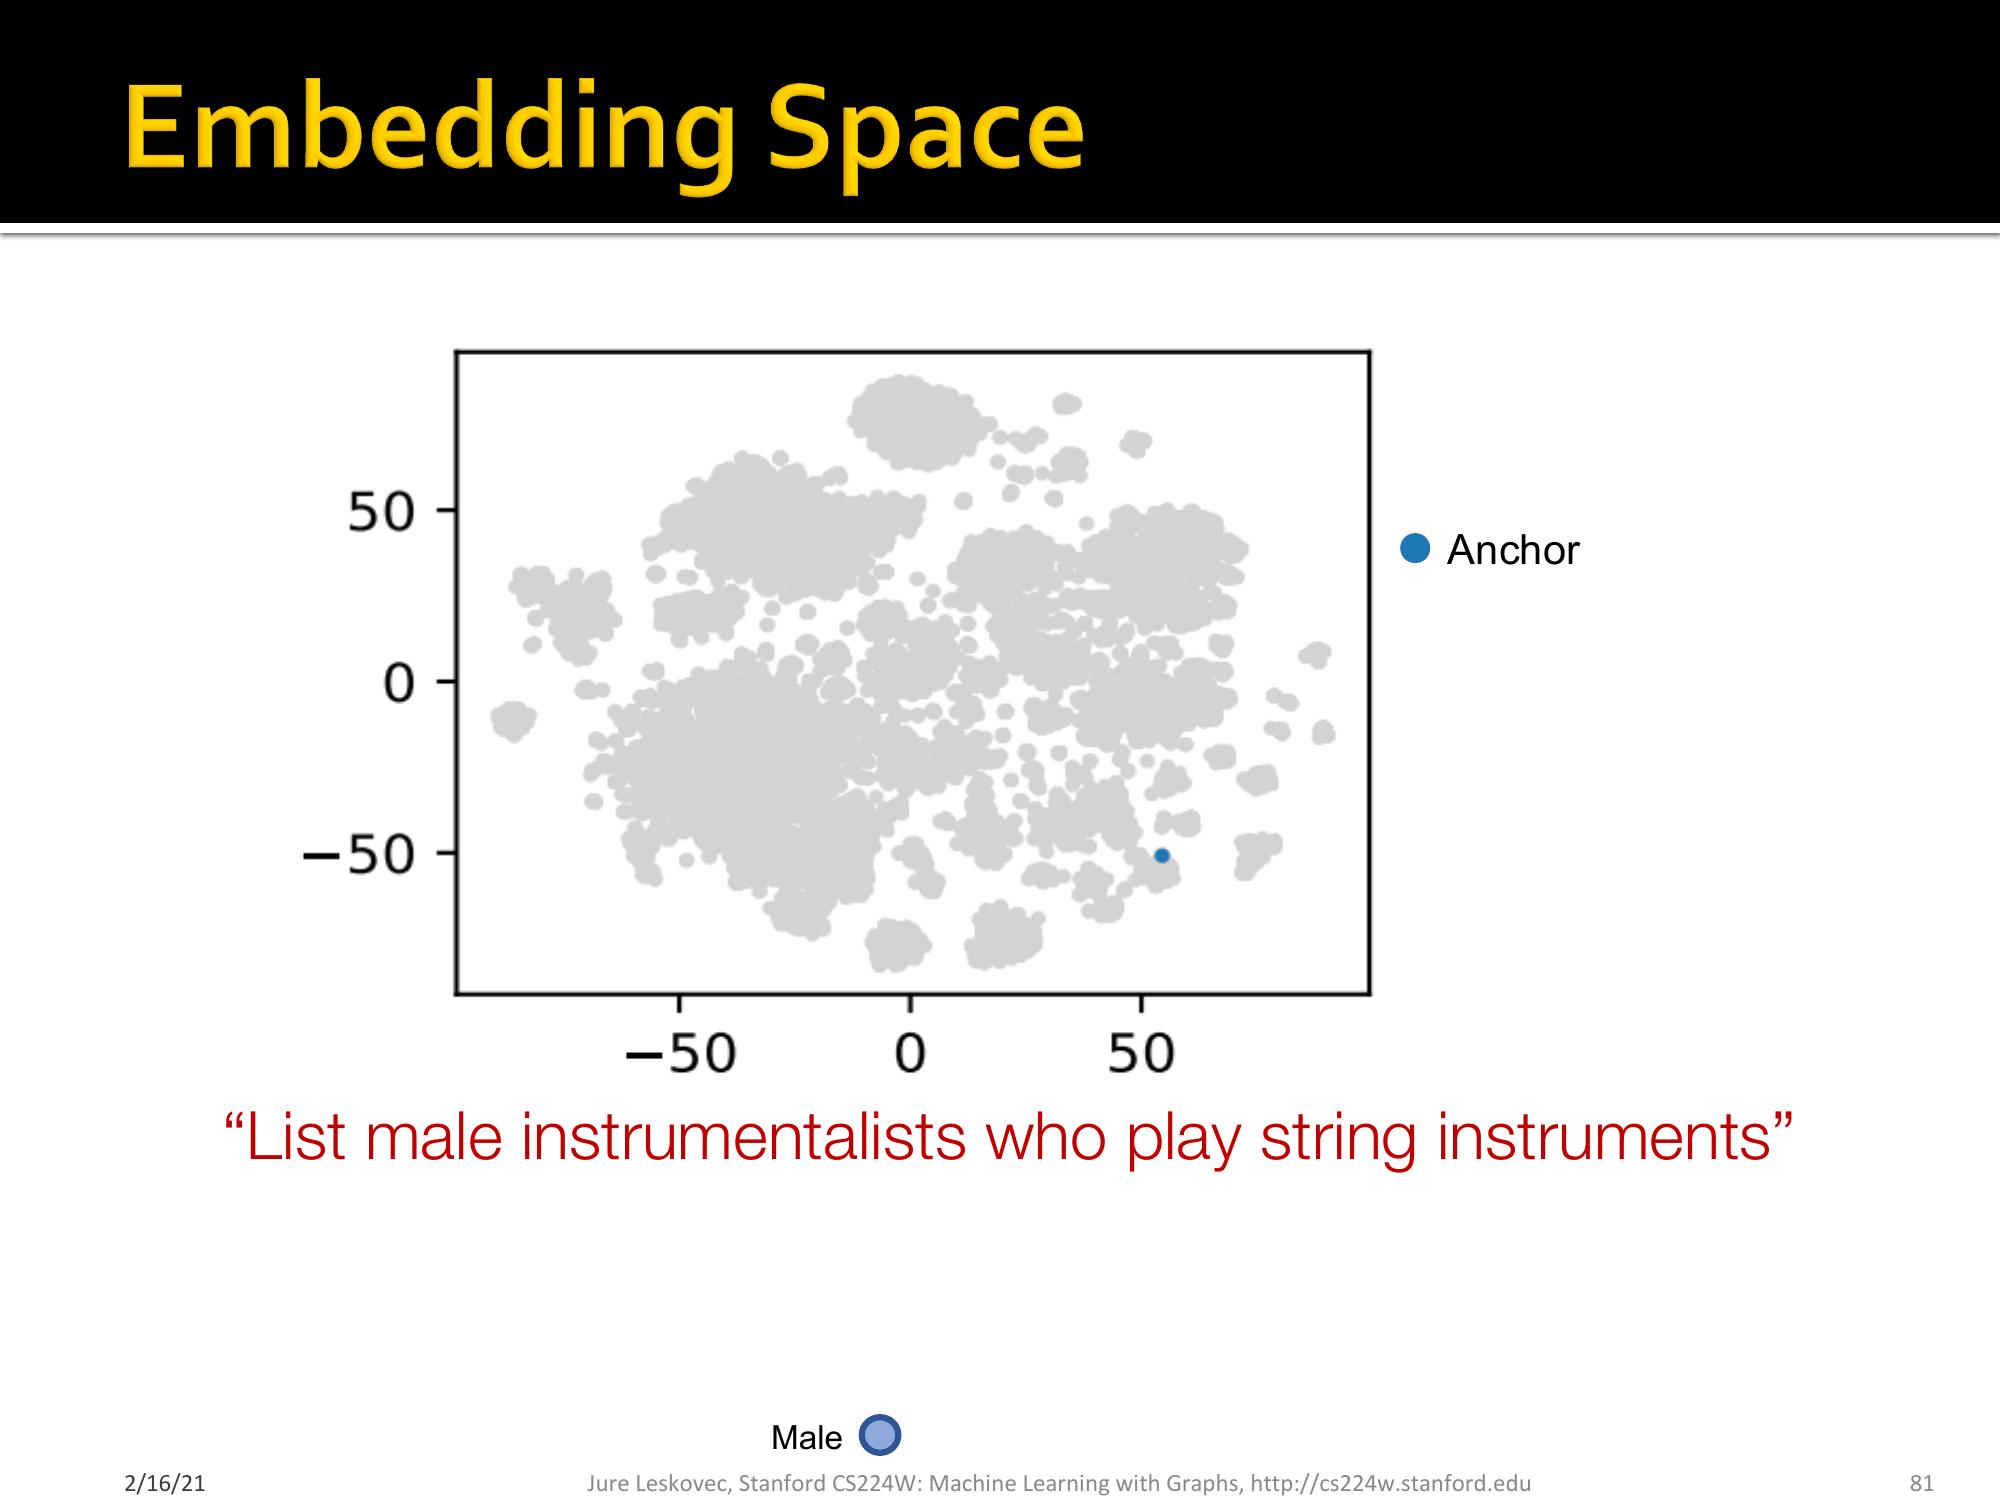 Embedding Space
50
0
−50
−50 0 50
Anchor
“List male instrumentalists who play string instruments”
Male
2/16/21 Jure Leskovec, Stanford CS224W: Machine Learning with Graphs, http://cs224w.stanford.edu 81